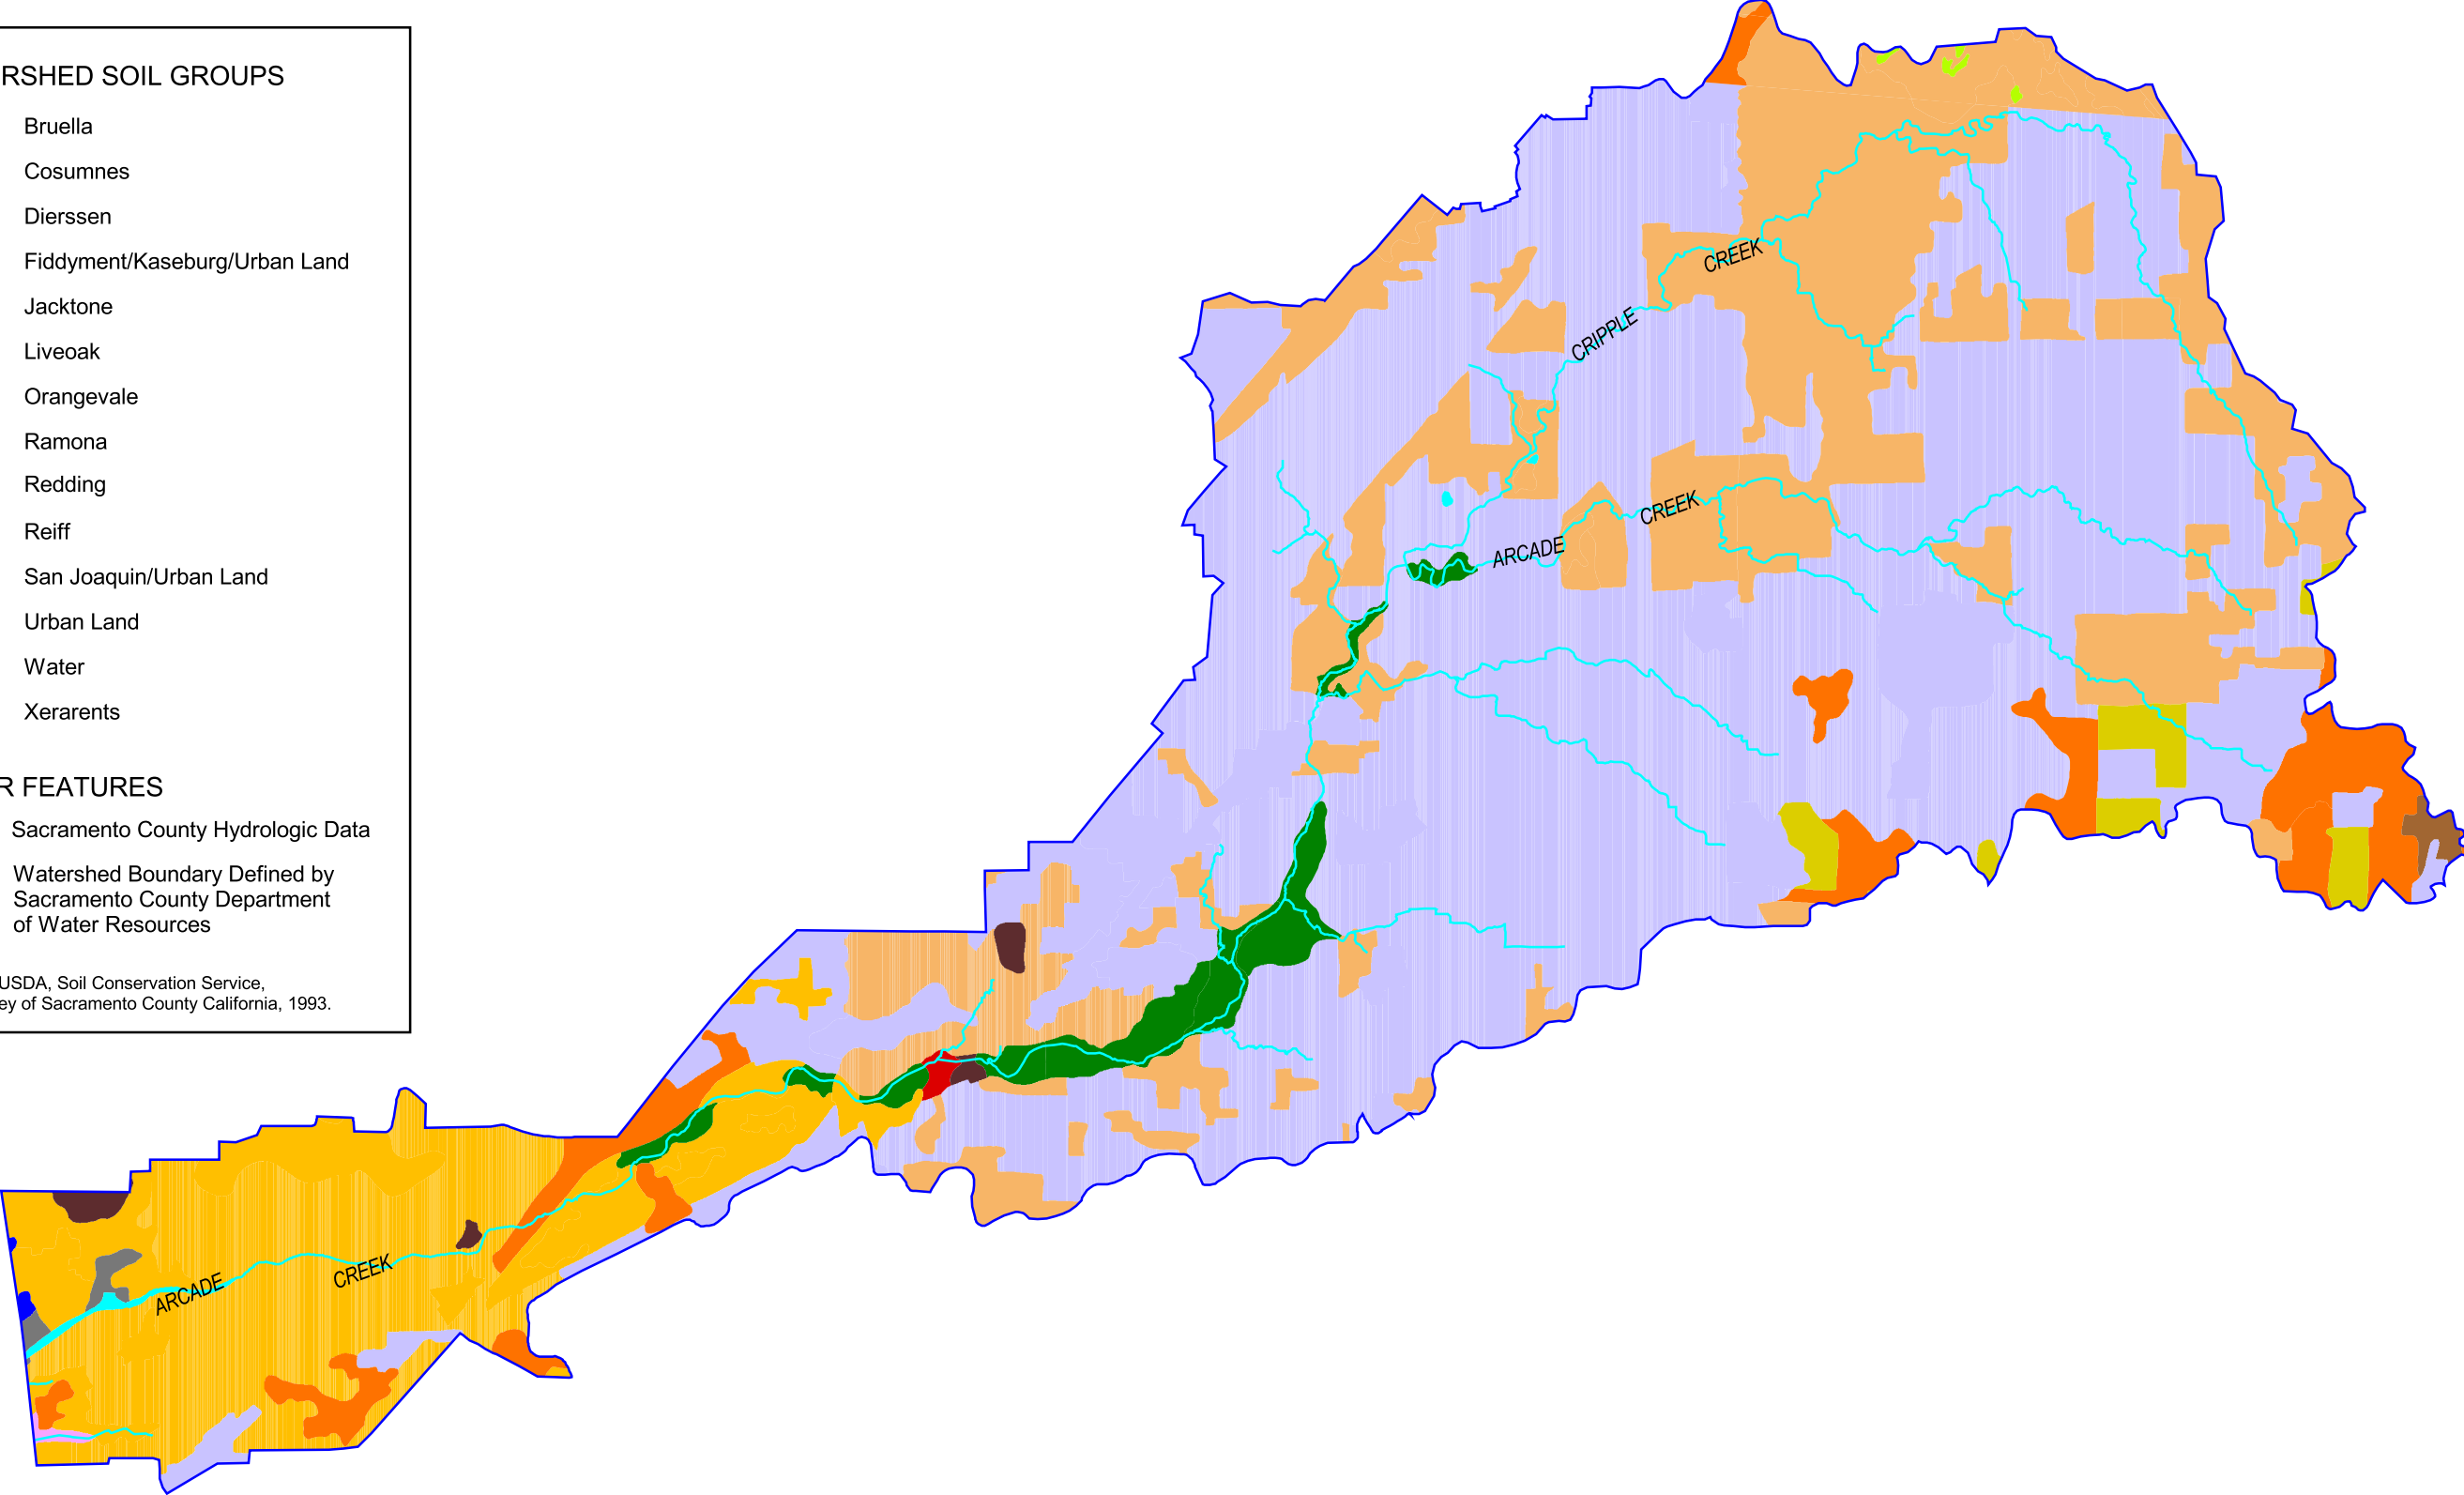 RSHED SOIL GROUPS
Bruella
Cosumnes
Dierssen
Fiddyment/Kaseburg/Urban Land
Jacktone
Liveoak
Orangevale
Ramona
Redding
Reiff
San Joaquin/Urban Land
Urban Land
Water
Xerarents
R FEATURES
Sacramento County Hydrologic Data
Watershed Boundary Defined by
Sacramento County Department
of Water Resources
USDA, Soil Conservation Service,
ey of Sacramento County California, 1993.
CRIPPLE CREEK
ARCADE CREEK
ARCADE CREEK